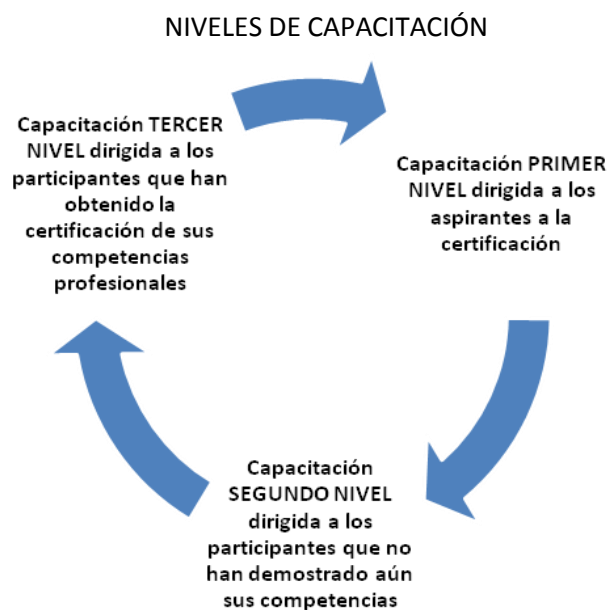 NIVELES DE CAPACITACIÓN
Capacitación TERCER
NIVEL dirigida a los
participantes que han
obtenido la
certificación de sus
competencias
profesionales
Capacitación PRIMER
NIVEL dirigida a los
aspirantes a la
certificación
Capacitación
SEGUNDO NIVEL
dirigida a los
participantes que no
han demostrado aún
sus competencias